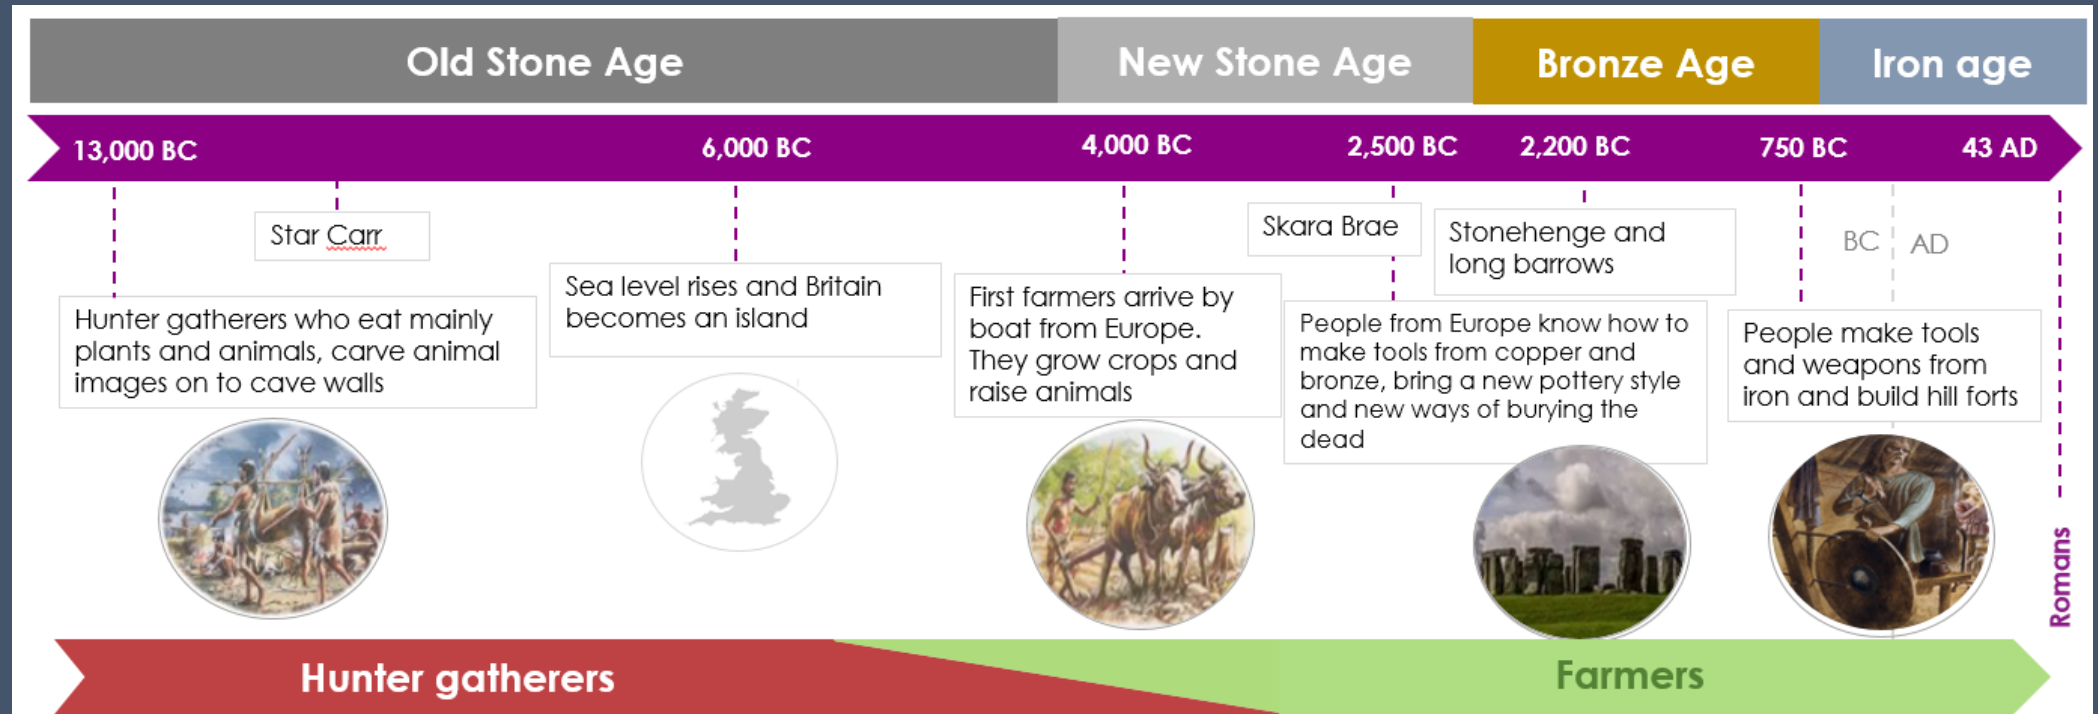 Old Stone Age
New Stone Age
Bronze Age
Iron age
13,000 BC
6,000 BC
4,000 BC
2,500 BC
2,200 BC
750 BC
43 AD
Star Carr
Skara Brae
Stonehenge and
long barrows
BC
AD
Hunter gatherers who eat mainly
plants and animals, carve animal
images on to cave walls
Sea level rises and Britain
becomes an island
First farmers arrive by
boat from Europe.
They grow crops and
raise animals
People from Europe know how to
make tools from copper and
bronze, bring a new pottery style
and new ways of burying the
dead
People make tools
and weapons from
iron and build hill forts
Romans
Hunter gatherers
Farmers